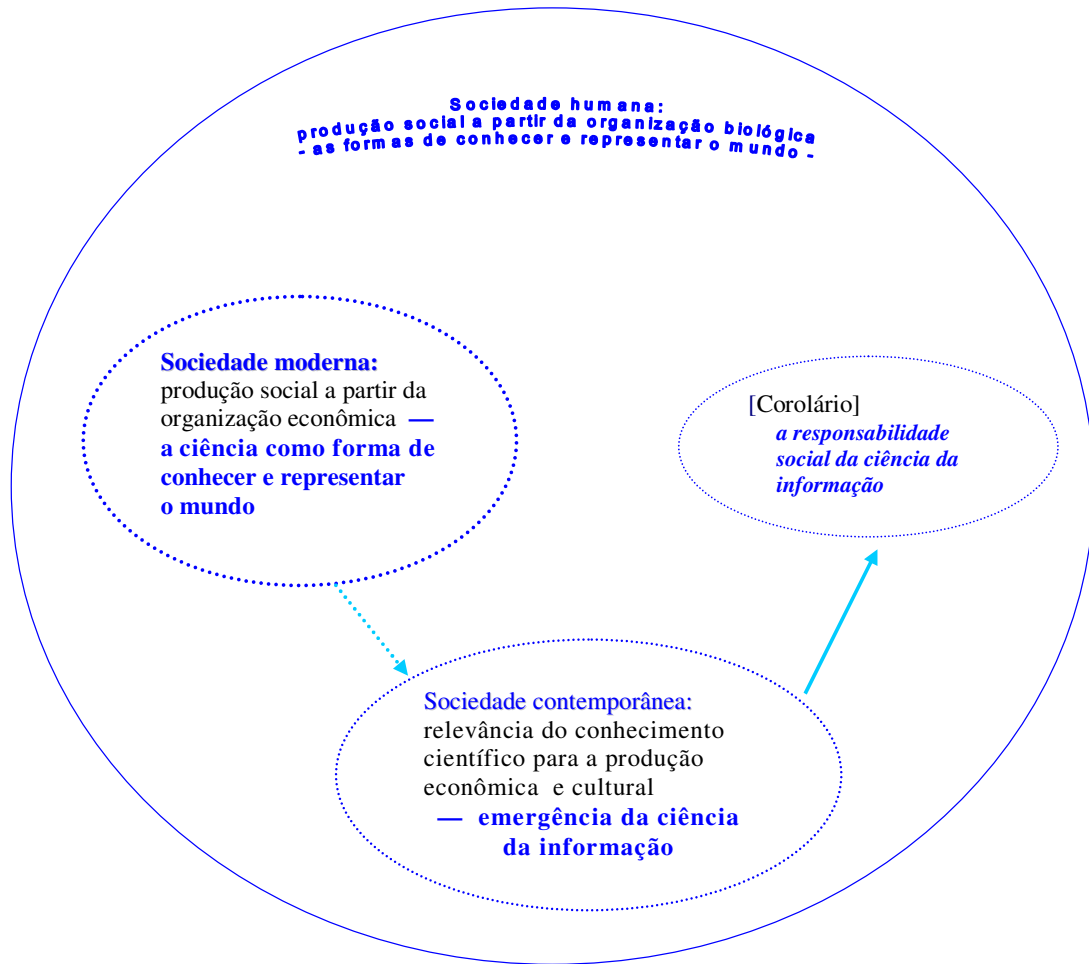 Sociedade humana:
produção social a partir da organização biológica
- as formas de conhecer e representar o mundo -
Sociedade moderna:
produção social a partir da
organização econômica —
a ciência como forma de
conhecer e representar
o mundo
[Corolário]
a responsabilidade
social da ciência da
informação
Sociedade contemporânea:
relevância do conhecimento
científico para a produção
econômica e cultural
— emergência da ciência
da informação